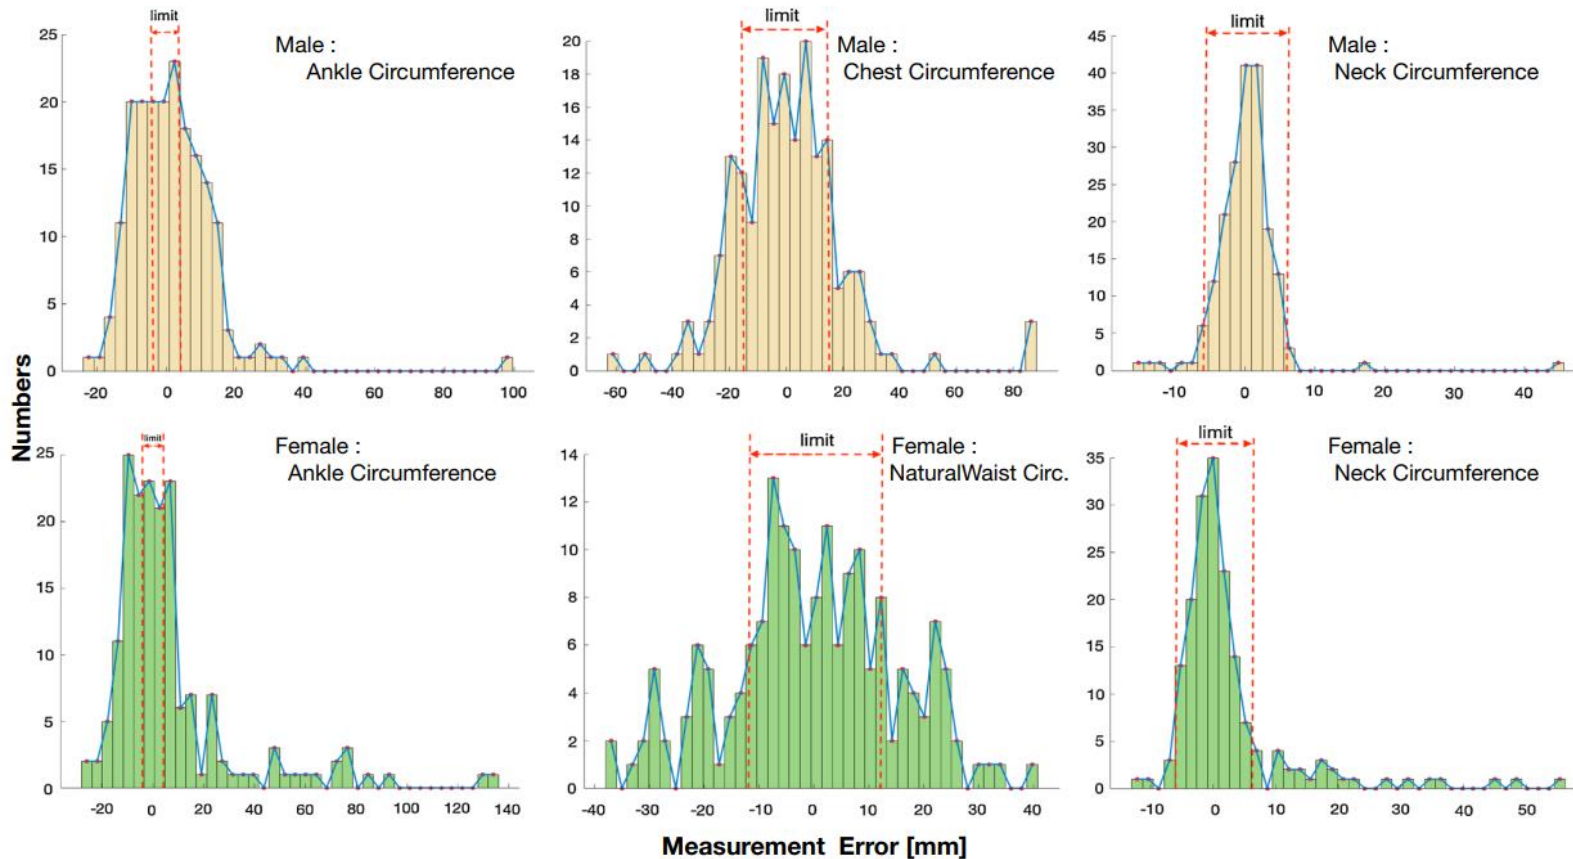 limit
Male :
Ankle Circumference
25
20
15
10
5
0
-20 0 20 40 60 80 100
limit
Male :
Chest Circumference
20
18
16
14
12
10
8
6
4
2
0
-60 -40 -20 0 20 40 60 80
limit
Male :
Neck Circumference
45
40
35
30
25
20
15
10
5
0
-10 0 10 20 30 40
Numbers
limit
Female :
Ankle Circumference
25
20
15
10
5
0
-20 0 20 40 60 80 100 120 140
limit
Female :
NaturalWaist Circ.
14
12
10
8
6
4
2
0
-40 -30 -20 -10 0 10 20 30 40
limit
Female :
Neck Circumference
35
30
25
20
15
10
5
0
-10 0 10 20 30 40 50
Measurement Error [mm]